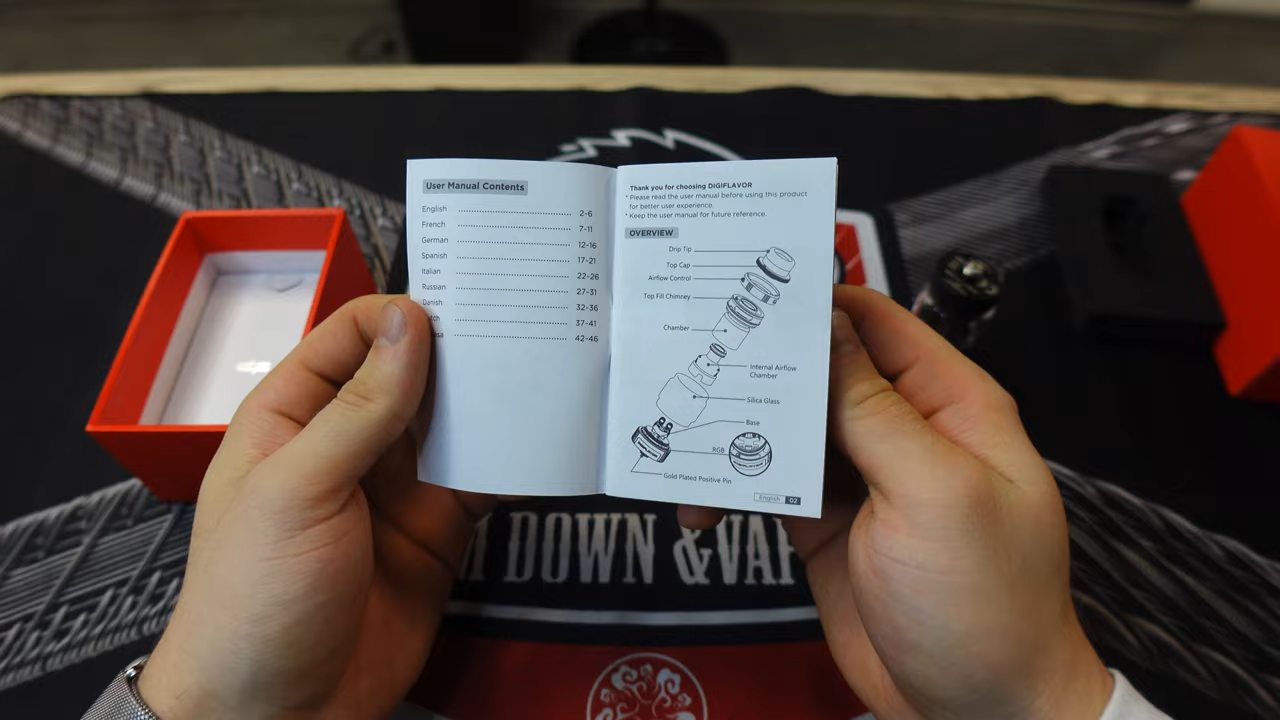 User Manual Contents
English ........................................ 2-6
French ........................................ 7-11
German ........................................ 12-16
Spanish ........................................ 17-21
Italian ........................................ 22-26
Russian ........................................ 27-31
Danish ........................................ 32-36
37-41
42-46
Thank you for choosing DIGIFLAVOR
* Please read the user manual before using this product
for better user experience.
* Keep the user manual for future reference.
OVERVIEW
Drip Tip
Top Cap
Airflow Control
Top Fill Chimney
Chamber
Internal Airflow
Chamber
Silica Glass
Base
RGB
Gold Plated Positive Pin
English 02
DOWN &VAP